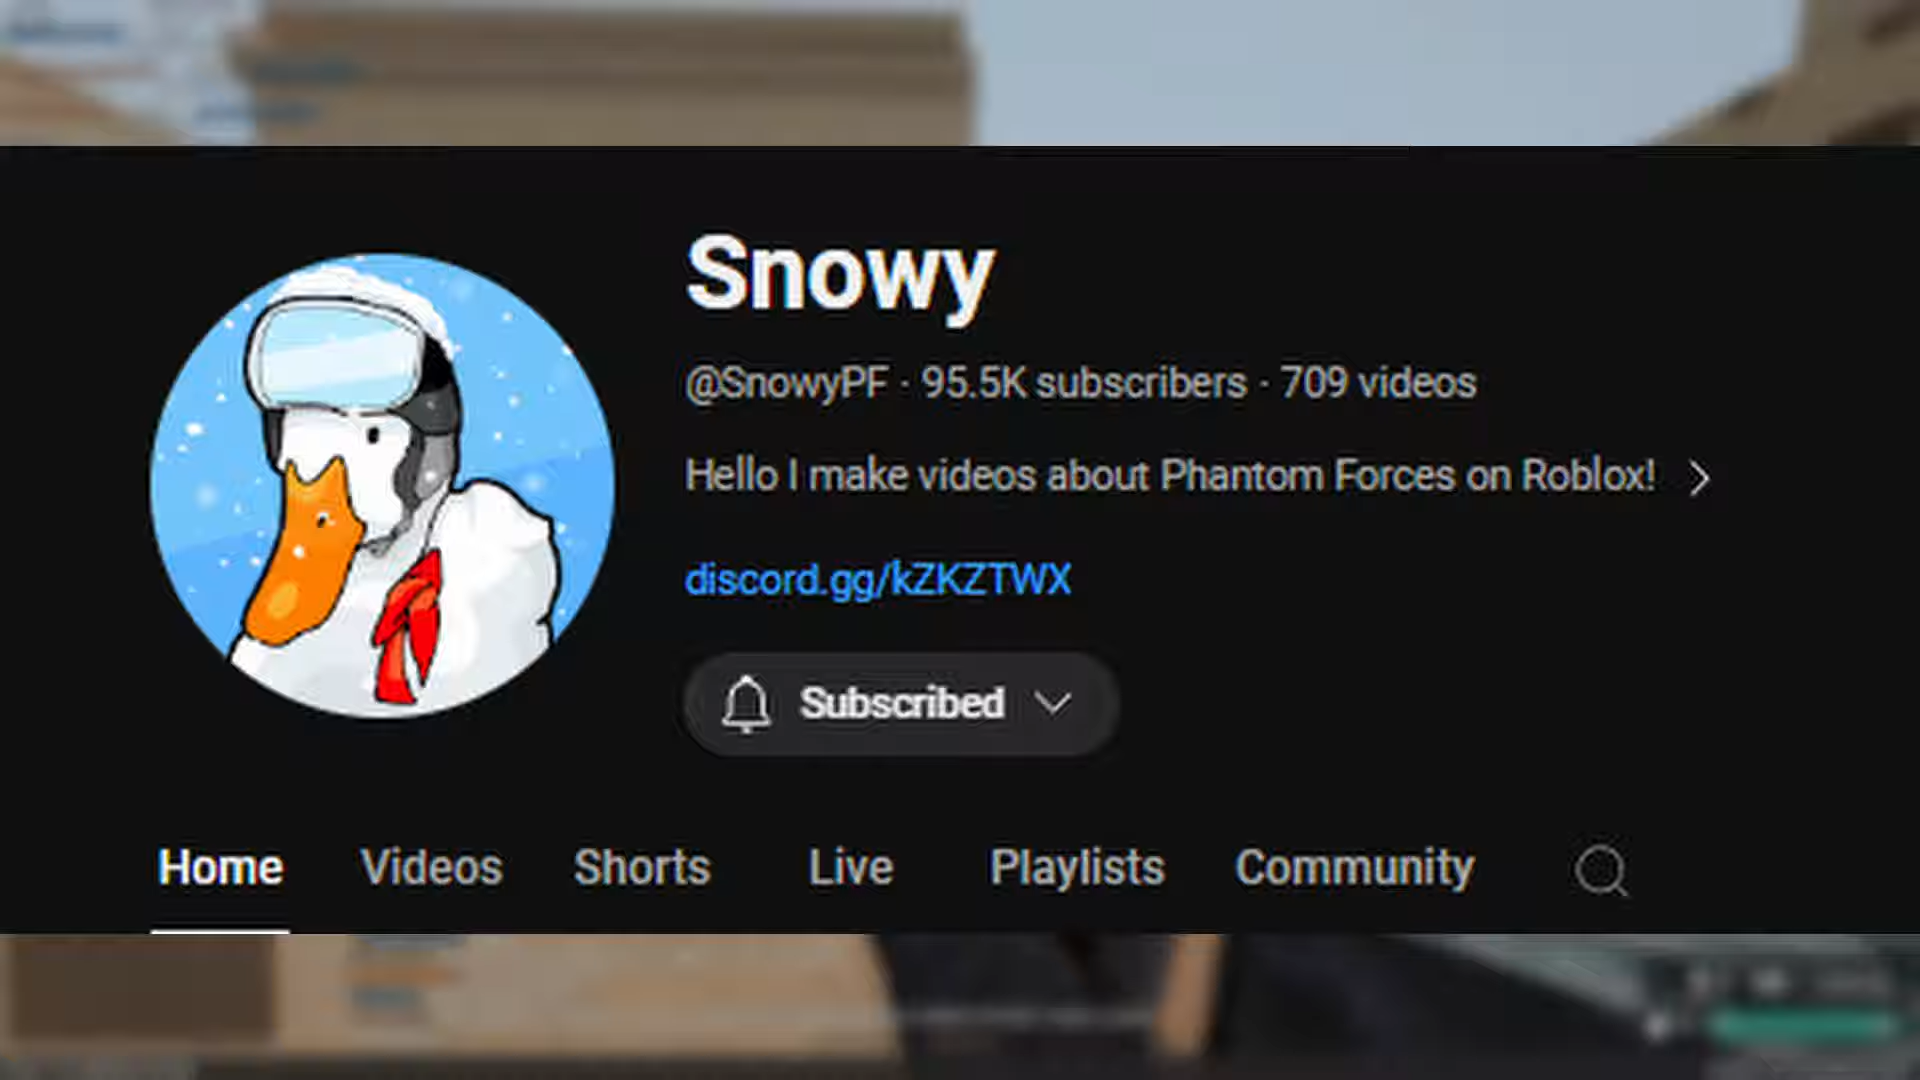 Snowy
@SnowyPF · 95.5K subscribers · 709 videos
Hello I make videos about Phantom Forces on Roblox!
discord.gg/kZKZTWX
Subscribed
Home Videos Shorts Live Playlists Community